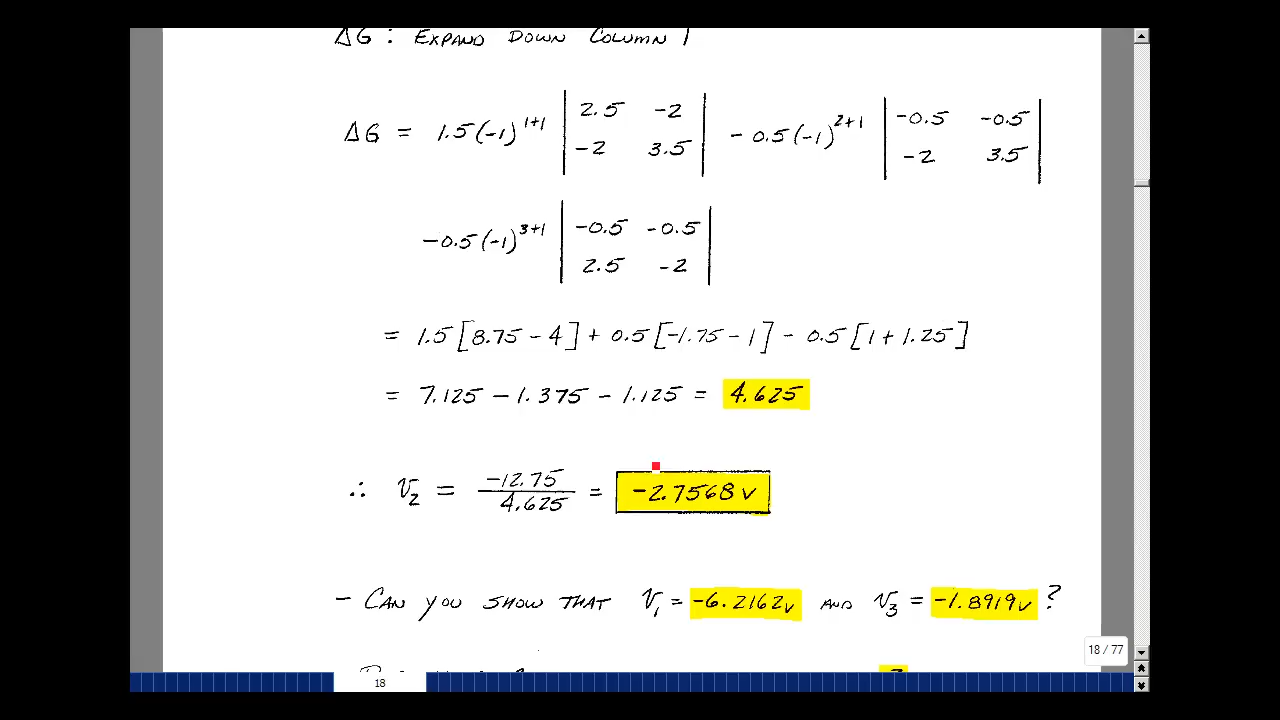 ΔG : EXPAND DOWN COLUMN 1
ΔG = 1.5(-1)^1+1 | 2.5 -2 | - 0.5(-1)^2+1 | -0.5 -0.5 |
| -2 3.5 | | -2 3.5 |
-0.5(-1)^3+1 | -0.5 -0.5 |
| 2.5 -2 |
= 1.5[8.75 - 4] + 0.5[-1.75 - 1] - 0.5[1 + 1.25]
= 7.125 - 1.375 - 1.125 = 4.625
∴ V2 = -12.75/4.625 = -2.7568 V
- CAN YOU SHOW THAT V1 = -6.2162V AND V3 = -1.8919V ?
18 / 77
18